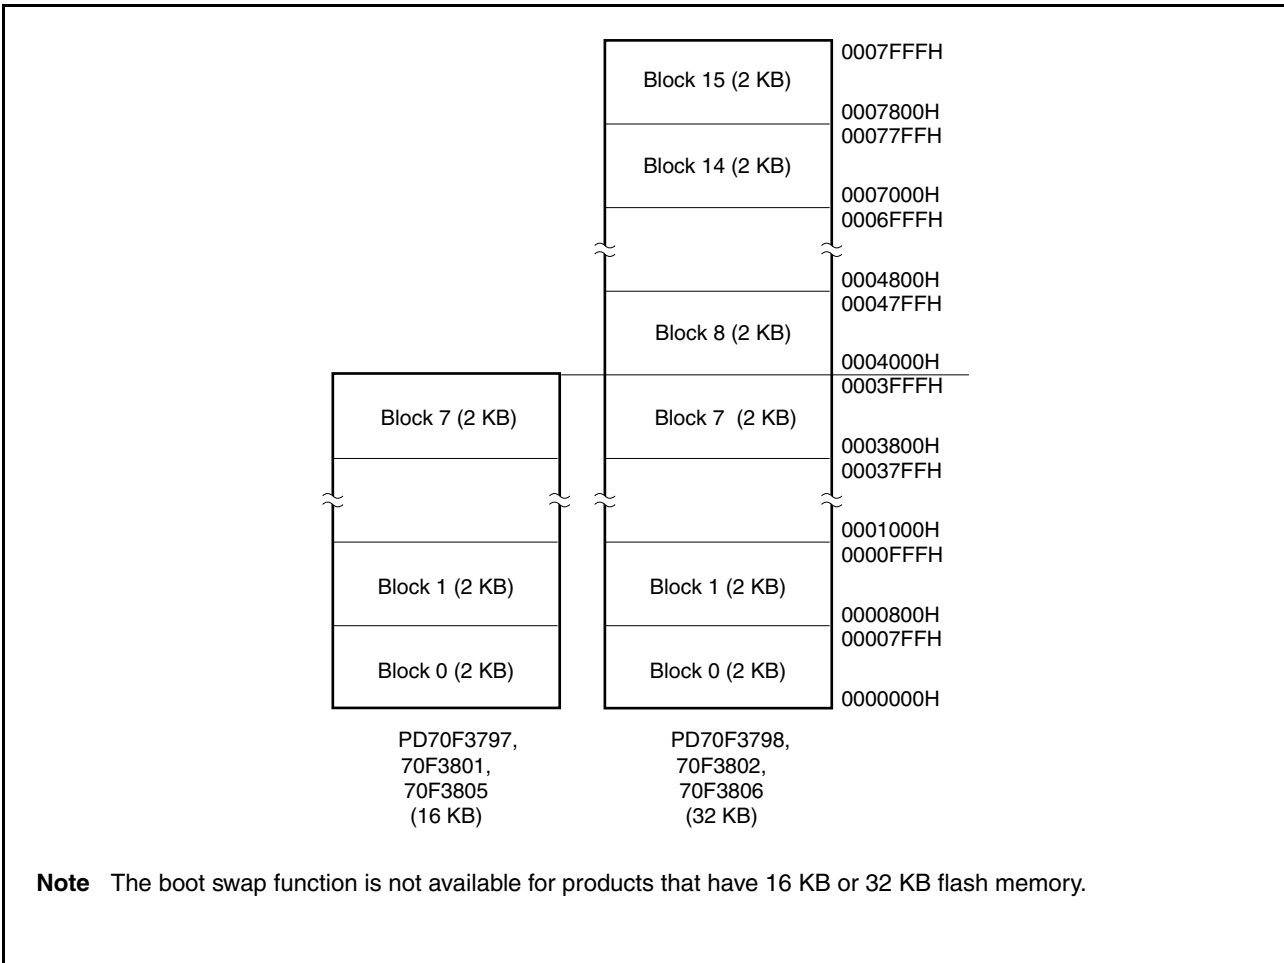 0007FFFH
Block 15 (2 KB)
0007800H
00077FFH
Block 14 (2 KB)
0007000H
0006FFFH
0004800H
00047FFH
Block 8 (2 KB)
0004000H
0003FFFH
Block 7 (2 KB)
Block 7 (2 KB)
0003800H
00037FFH
0001000H
0000FFFH
Block 1 (2 KB)
Block 1 (2 KB)
0000800H
00007FFH
Block 0 (2 KB)
Block 0 (2 KB)
0000000H
PD70F3797,
70F3801,
70F3805
(16 KB)
PD70F3798,
70F3802,
70F3806
(32 KB)
Note The boot swap function is not available for products that have 16 KB or 32 KB flash memory.